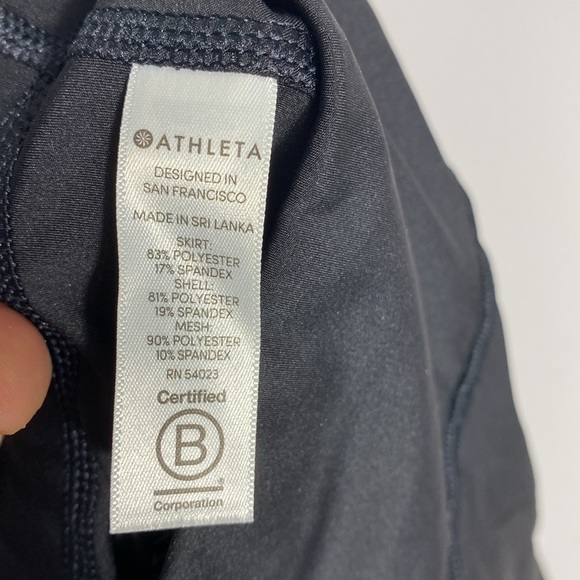 ATHLETA
DESIGNED IN
SAN FRANCISCO
MADE IN SRI LANKA
SKIRT:
83% POLYESTER
17% SPANDEX
SHELL:
81% POLYESTER
19% SPANDEX
MESH:
90% POLYESTER
10% SPANDEX
RN 54023
Certified
B
®
Corporation